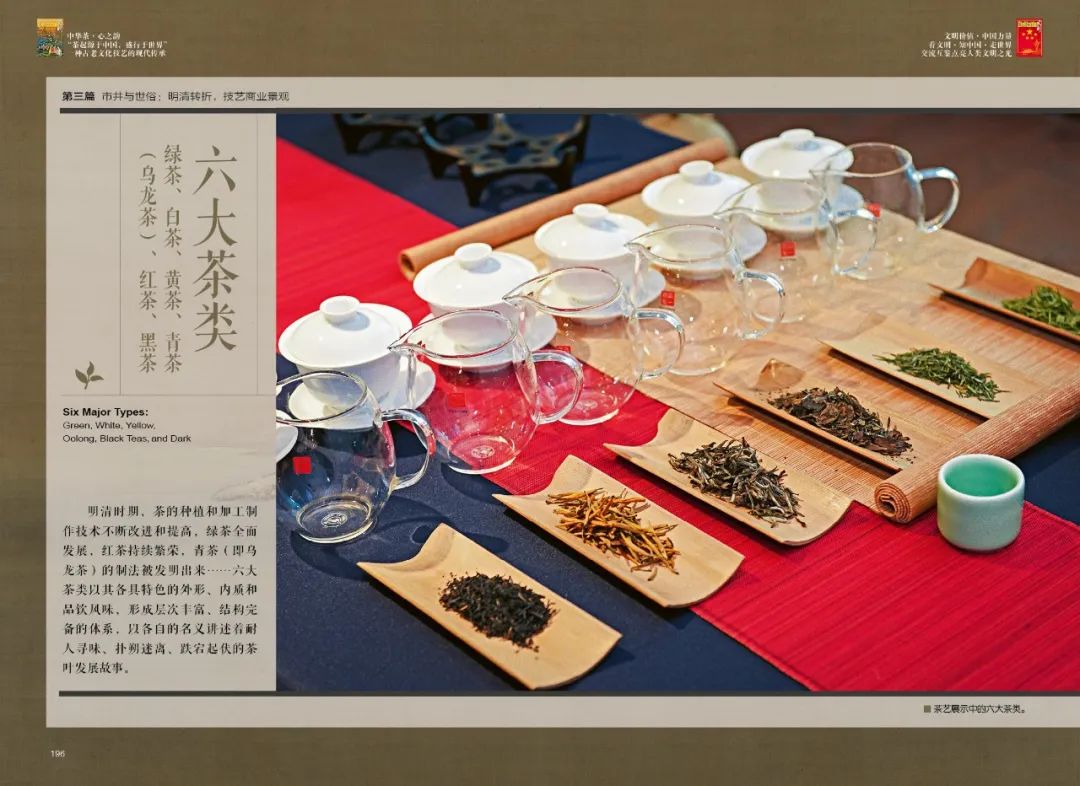 中华茶·心之韵
“茶起源于中国,盛行于世界”
一种古老文化技艺的现代传承
文明价值·中国力量
看文明·知中国·走世界
交流互鉴点亮人类文明之光
第三篇 市井与世俗:明清转折,技艺商业景观
六大茶类
绿茶、白茶、黄茶、青茶
(乌龙茶)、红茶、黑茶
Six Major Types:
Green, White, Yellow,
Oolong, Black Teas, and Dark
明清时期、茶的种植和加工制
作技术不断改进和提高,绿茶全面
发展,红茶持续繁荣,青茶(即乌
龙茶)的制法被发明出来……六大
茶类以其各具特色的外形、内质和
品饮风味,形成层次丰富、结构完
备的体系,以各自的名义讲述着耐
人寻味、扑朔迷离、跌宕起伏的茶
叶发展故事。
茶艺展示中的六大茶类。
196